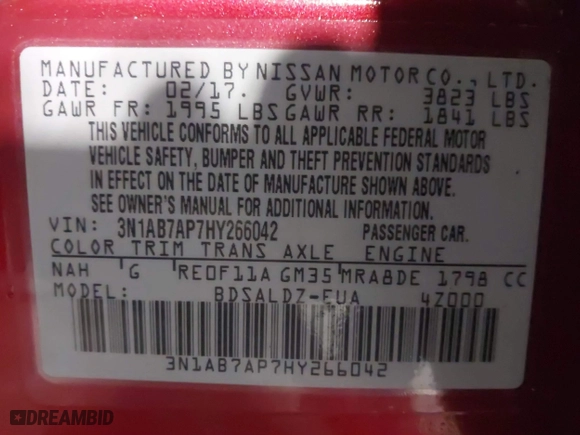 MANUFACTURED BY NISSAN MOTOR CO., LTD.
DATE: 02/17. GVWR: 3823 LBS
GAWR FR: 1995 LBS GAWR RR: 1841 LBS
THIS VEHICLE CONFORMS TO ALL APPLICABLE FEDERAL MOTOR
VEHICLE SAFETY, BUMPER AND THEFT PREVENTION STANDARDS
IN EFFECT ON THE DATE OF MANUFACTURE SHOWN ABOVE.
SEE OWNER'S MANUAL FOR ADDITIONAL INFORMATION.
VIN: 3N1AB7AP7HY266042 PASSENGER CAR.
COLOR TRIM TRANS AXLE ENGINE
NAH G RE0F11A GM35 MRA8DE 1798 CC
MODEL: BDSALDZ-EUA 4Z000
3N1AB7AP7HY266042
DREAMBID